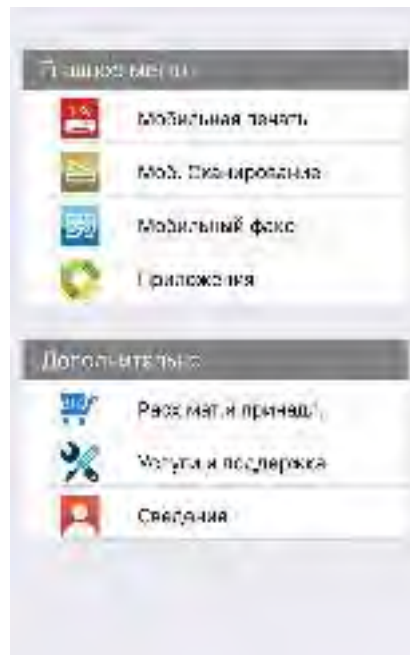 Главное меню
Мобильная печать
Моб. Сканирование
Мобильный факс
Приложения
Дополнительно
Расх.мат.и принадл.
Услуги и поддержка
Сведения